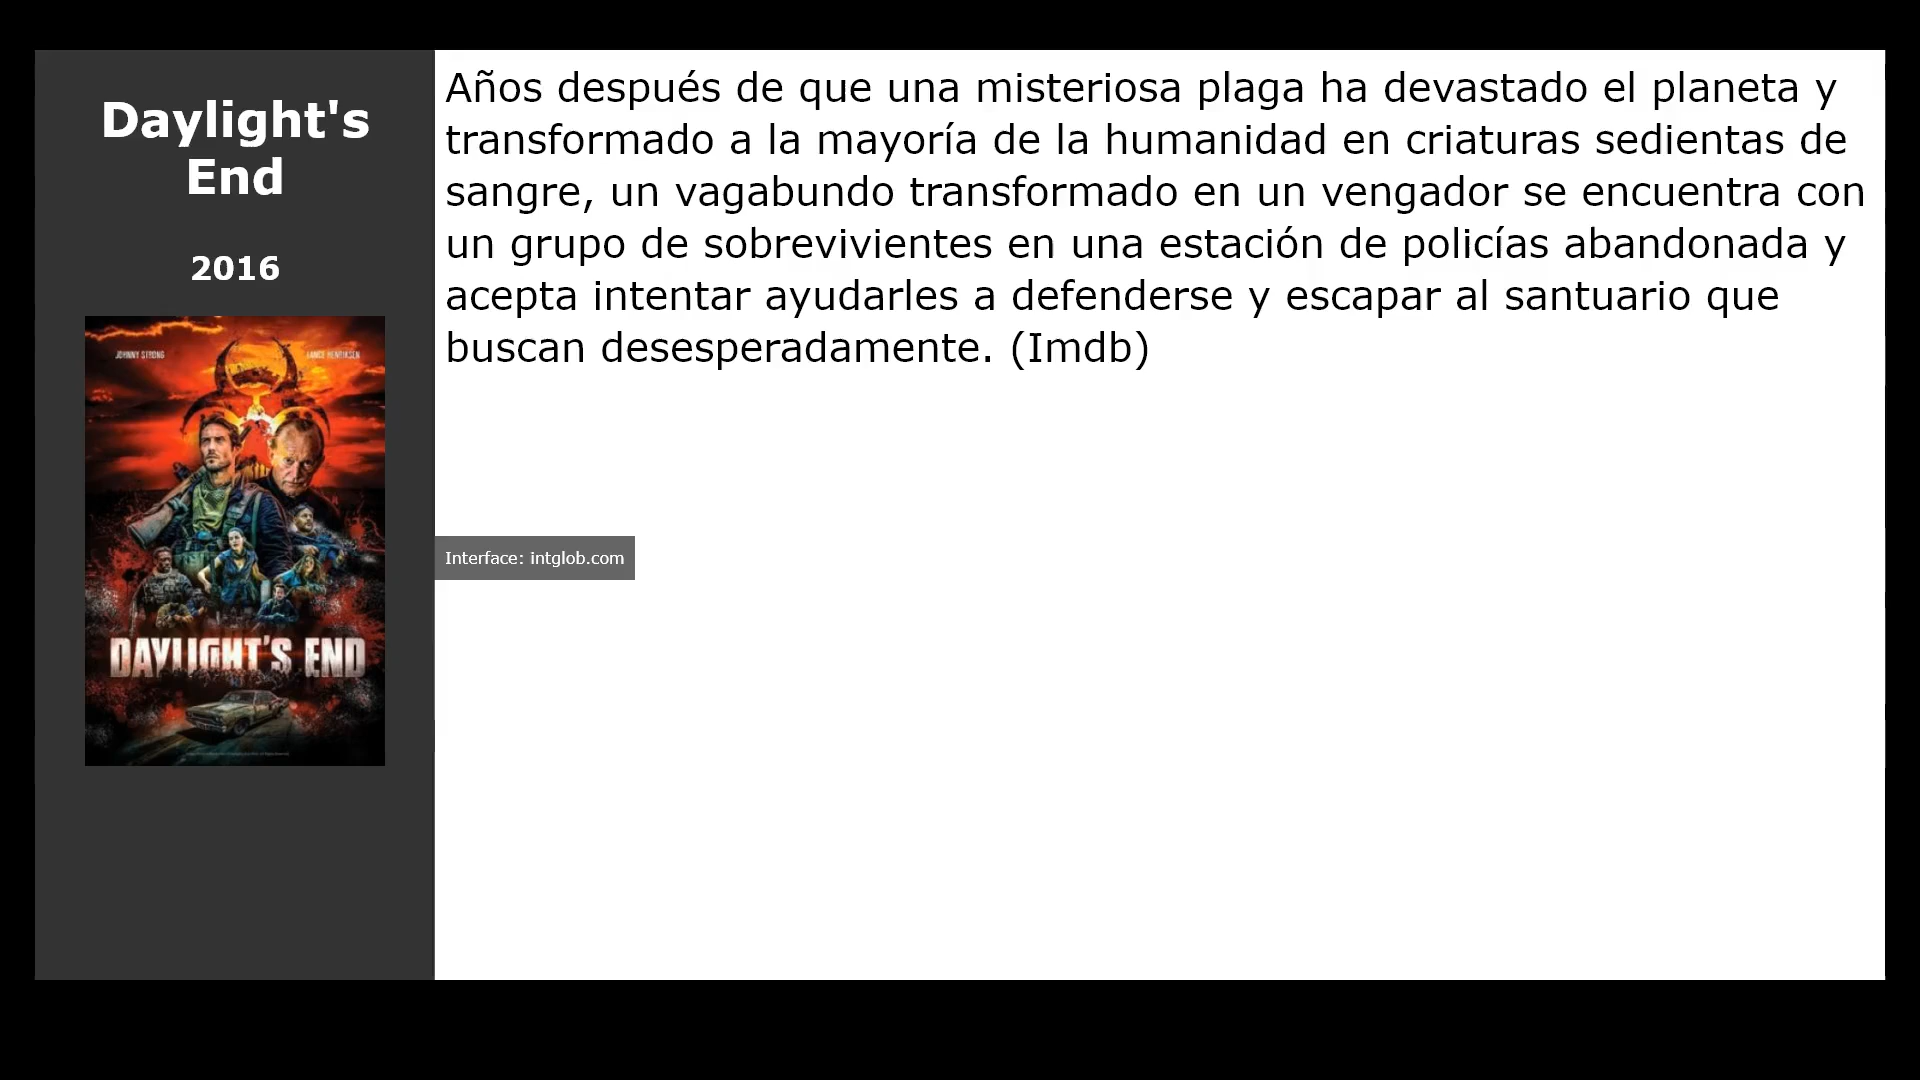 Daylight's
End
2016
JOHNNY STRONG
LANCE HENRIKSEN
DAYLIGHT'S END
Años después de que una misteriosa plaga ha devastado el planeta y
transformado a la mayoría de la humanidad en criaturas sedientas de
sangre, un vagabundo transformado en un vengador se encuentra con
un grupo de sobrevivientes en una estación de policías abandonada y
acepta intentar ayudarles a defenderse y escapar al santuario que
buscan desesperadamente. (Imdb)
Interface: intglob.com